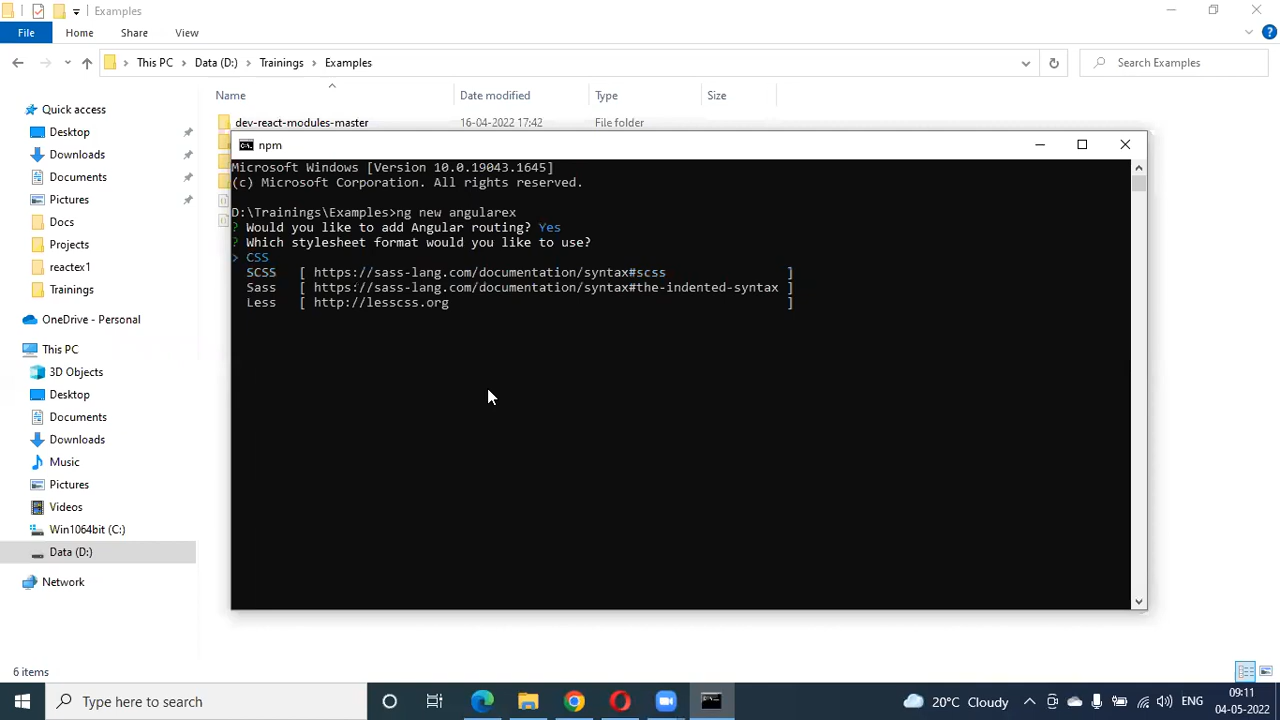 Examples
File Home Share View
This PC > Data (D:) > Trainings > Examples
Search Examples
Name Date modified Type Size
Quick access
Desktop
Downloads
Documents
Pictures
Docs
Projects
reactex1
Trainings
OneDrive - Personal
This PC
3D Objects
Desktop
Documents
Downloads
Music
Pictures
Videos
Win1064bit (C:)
Data (D:)
Network
dev-react-modules-master 16-04-2022 17:42 File folder
npm
Microsoft Windows [Version 10.0.19043.1645]
(c) Microsoft Corporation. All rights reserved.
D:\Trainings\Examples>ng new angularex
? Would you like to add Angular routing? Yes
? Which stylesheet format would you like to use?
> CSS
SCSS [ https://sass-lang.com/documentation/syntax#scss ]
Sass [ https://sass-lang.com/documentation/syntax#the-indented-syntax ]
Less [ http://lesscss.org ]
6 items
Type here to search
20°C Cloudy
ENG
09:11
04-05-2022